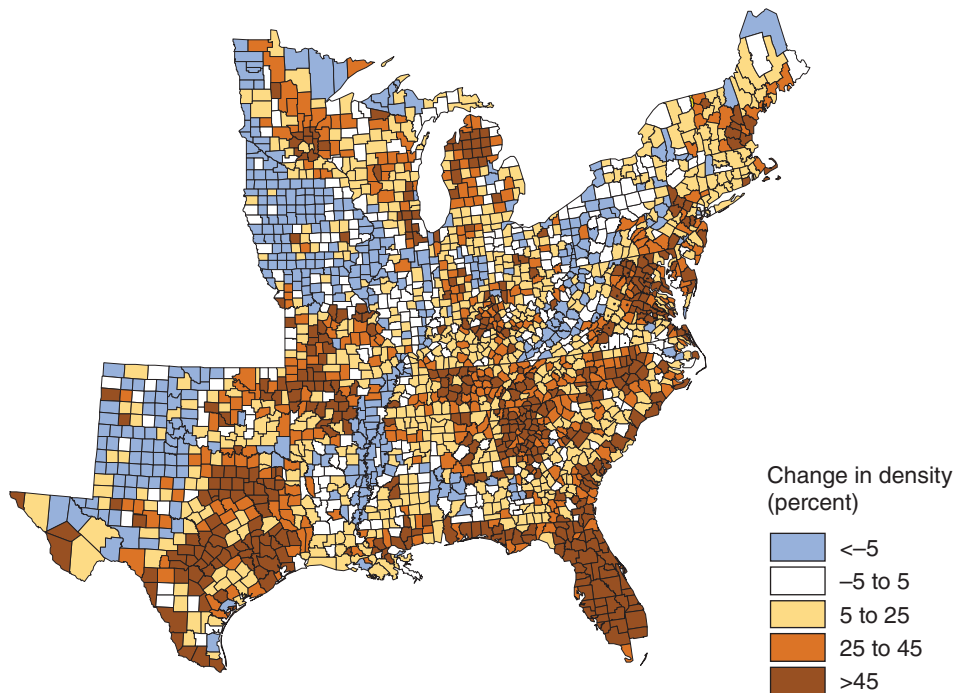 Change in density
(percent)
<–5
–5 to 5
5 to 25
25 to 45
>45